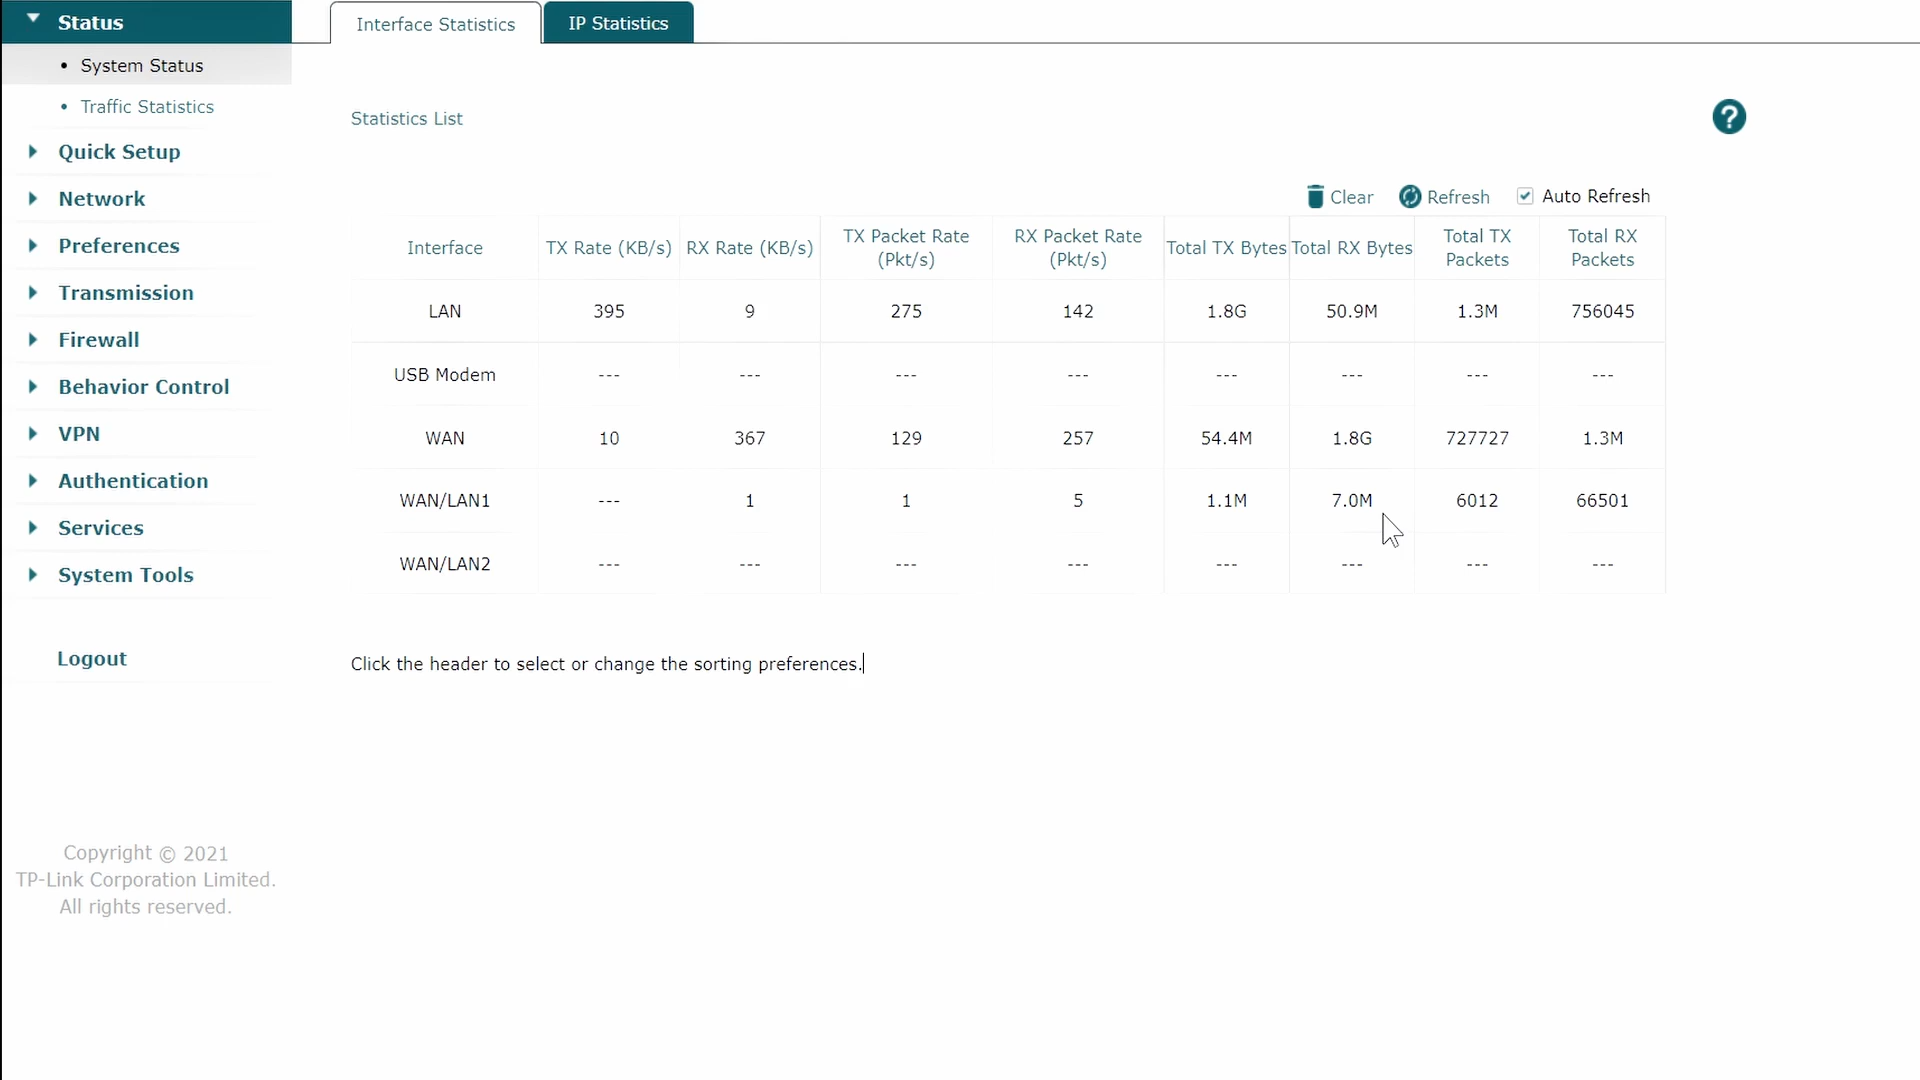 Status
• System Status
• Traffic Statistics
Quick Setup
Network
Preferences
Transmission
Firewall
Behavior Control
VPN
Authentication
Services
System Tools
Logout
Copyright © 2021
TP-Link Corporation Limited.
All rights reserved.
Interface Statistics IP Statistics
Statistics List ?
Clear Refresh Auto Refresh
Interface TX Rate (KB/s) RX Rate (KB/s) TX Packet Rate (Pkt/s) RX Packet Rate (Pkt/s) Total TX Bytes Total RX Bytes Total TX Packets Total RX Packets
LAN 395 9 275 142 1.8G 50.9M 1.3M 756045
USB Modem --- --- --- --- --- --- --- ---
WAN 10 367 129 257 54.4M 1.8G 727727 1.3M
WAN/LAN1 --- 1 1 5 1.1M 7.0M 6012 66501
WAN/LAN2 --- --- --- --- --- --- --- ---
Click the header to select or change the sorting preferences.